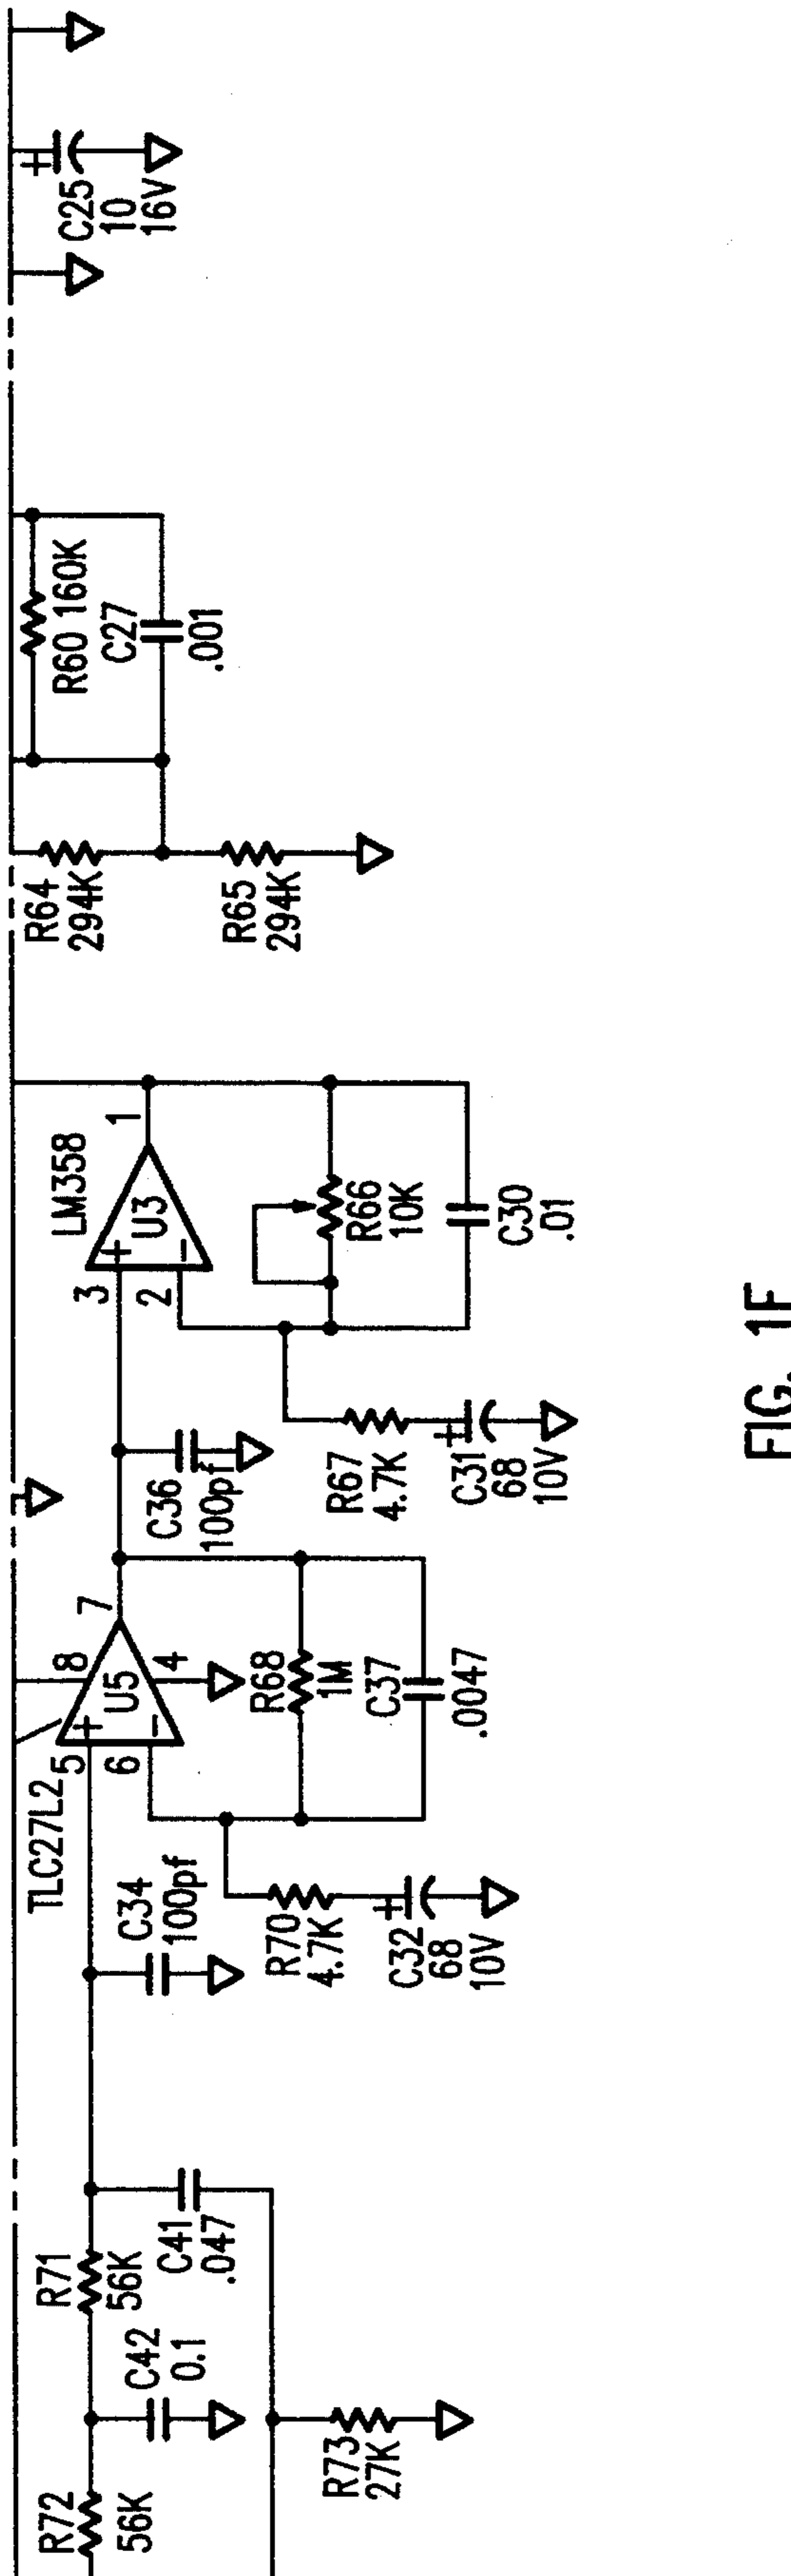 R72
56K
C42
0.1
R73
27K
R71
56K
C41
.047
C34
100pf
TLC27L2
5
6
+
−
U5
8
4
7
R70
4.7K
+
C32
68
10V
R68
1M
C37
.0047
C36
100pf
LM358
3
2
+
−
U3
1
R67
4.7K
+
C31
68
10V
R66
10K
C30
.01
R64
294K
R65
294K
R60 160K
C27
.001
+
C25
10
16V